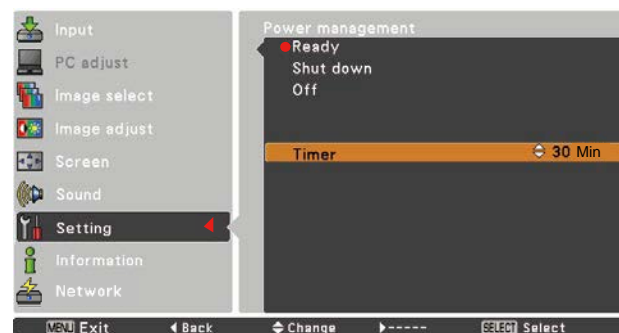 Input
PC adjust
Image select
Image adjust
Screen
Sound
Setting
Information
Network
Power management
Ready
Shut down
Off
Timer 30 Min
MENU Exit Back Change ----- SELECT Select